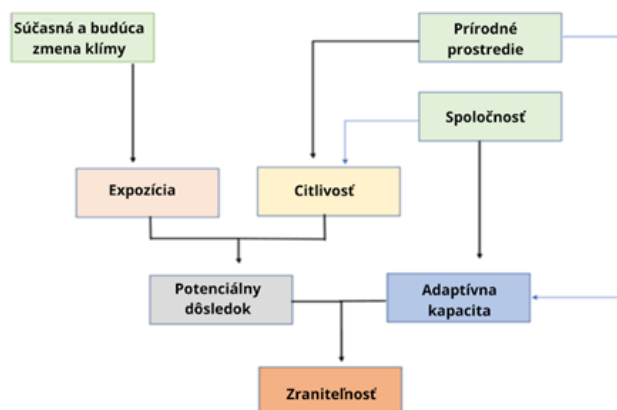 Súčasná a budúca
zmena klímy
Prírodné
prostredie
Spoločnosť
Expozícia
Citlivosť
Potenciálny
dôsledok
Adaptívna
kapacita
Zraniteľnosť